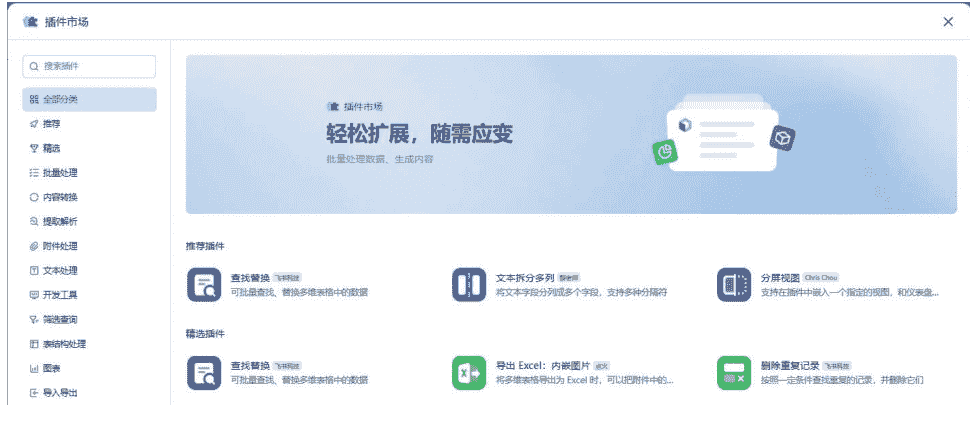 插件市场
搜索插件
全部分类
推荐
精选
批量处理
内容转换
提取解析
附件处理
文本处理
开发工具
筛选查询
表结构处理
图表
导入导出
插件市场
轻松扩展，随需应变
批量处理数据、生成内容
推荐插件
查找替换 飞书科技
可批量查找、替换多维表格中的数据
文本拆分多列
将文本字段分列成多个字段，支持多种分隔符
分屏视图 Chris Chou
支持在插件中嵌入一个指定的视图，和仪表盘...
精选插件
查找替换 飞书科技
可批量查找、替换多维表格中的数据
导出 Excel：内嵌图片 点火
将多维表格导出为 Excel 时，可以把附件中的...
删除重复记录 飞书科技
按照一定条件查找重复的记录，并删除它们